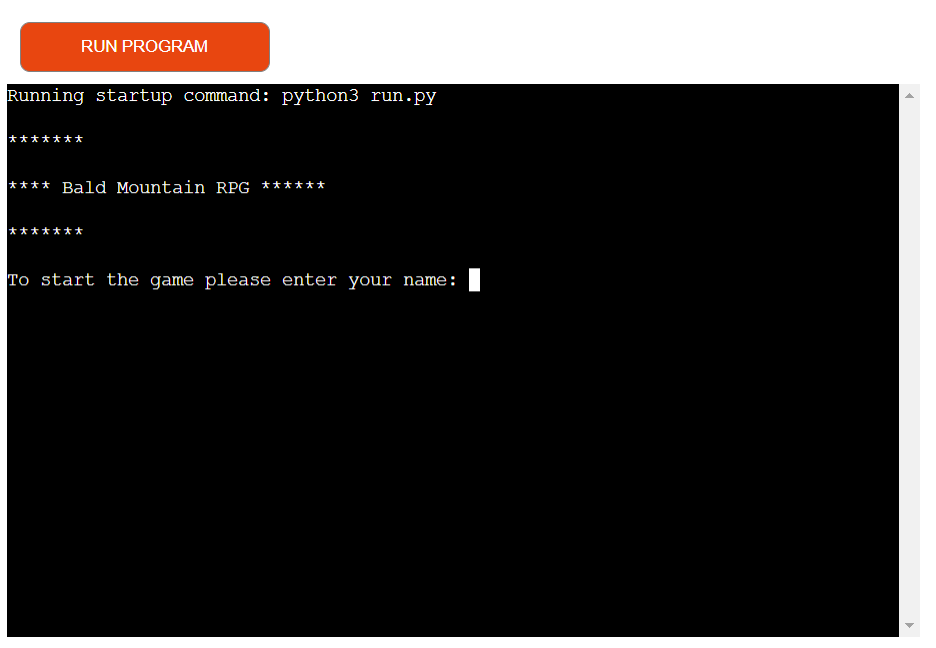 RUN PROGRAM
Running startup command: python3 run.py
*******
**** Bald Mountain RPG ******
*******
To start the game please enter your name: